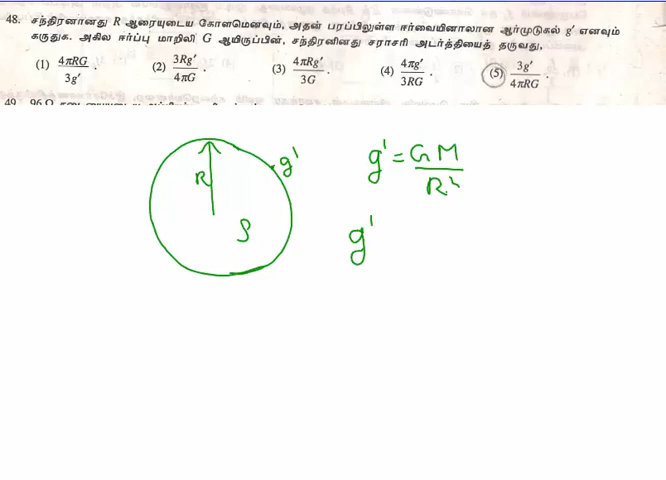 48. சந்திரனானது R ஆரையுடைய கோளமெனவும், அதன் பரப்பிலுள்ள ஈர்வையினாலான ஆர்முடுகல் g′ எனவும்
கருதுக. அகில ஈர்ப்பு மாறிலி G ஆயிருப்பின், சந்திரனினது சராசரி அடர்த்தியைத் தருவது,
(1) 4πRG/3g′ . (2) 3Rg′/4πG . (3) 4πRg′/3G . (4) 4πg′/3RG . (5) 3g′/4πRG .
49. 96 Ω
g' g' = GM/R²
R
ρ g'